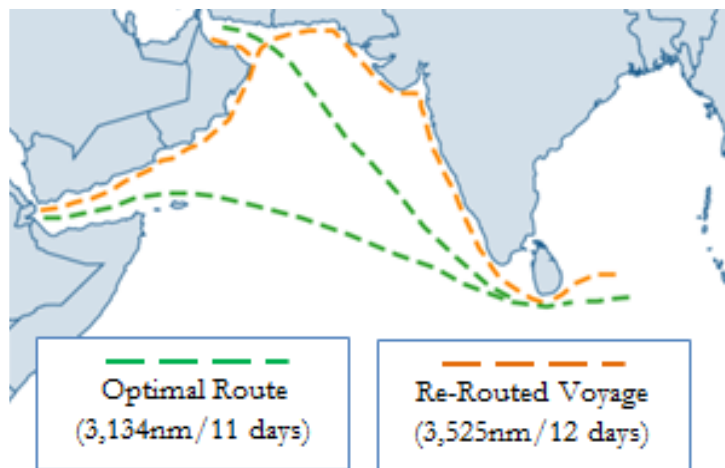 Optimal Route
(3,134nm/11 days)
Re-Routed Voyage
(3,525nm/12 days)